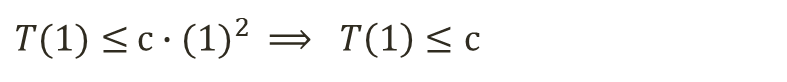 T(1) ≤ c · (1)² ⟹ T(1) ≤ c